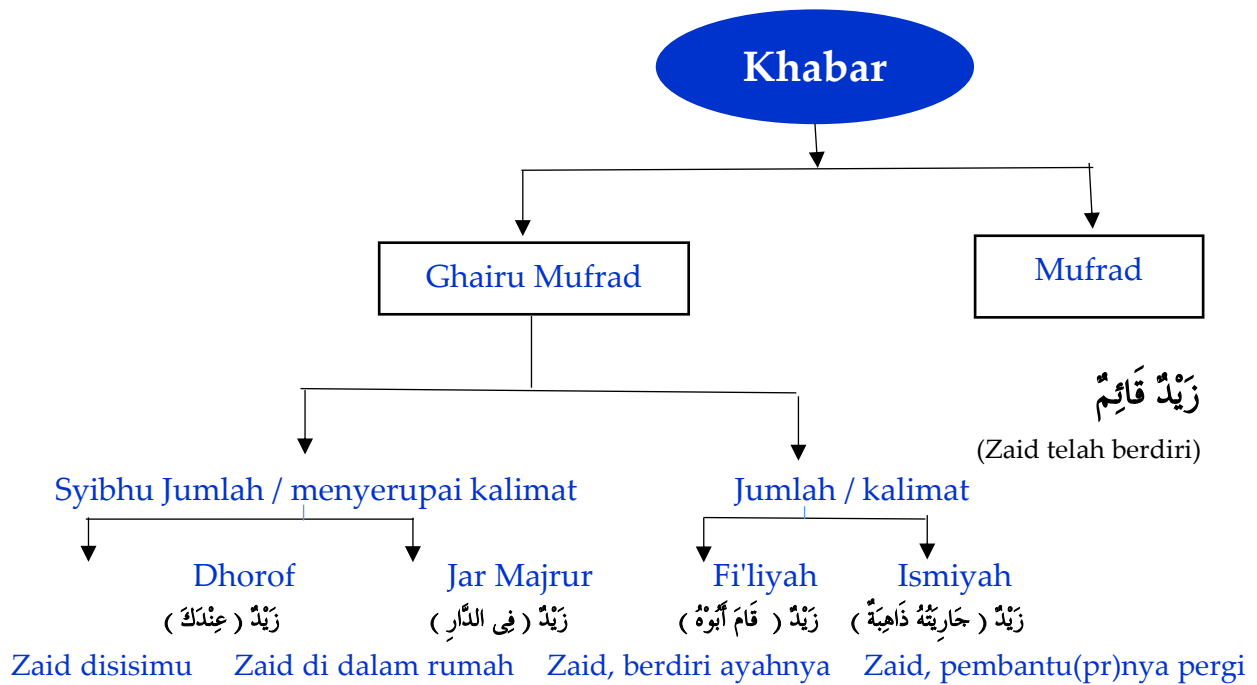 Khabar
Ghairu Mufrad
Mufrad
زَيْدٌ قَائِمٌ
(Zaid telah berdiri)
Syibhu Jumlah / menyerupai kalimat
Jumlah / kalimat
Dhorof
Jar Majrur
Fi'liyah
Ismiyah
زَيْدٌ ( عِنْدَكَ )
زَيْدٌ ( فِى الدَّارِ )
زَيْدٌ ( قَامَ أَبُوْهُ )
زَيْدٌ ( جَارِيَتُهُ ذَاهِبَةٌ )
Zaid disisimu
Zaid di dalam rumah
Zaid, berdiri ayahnya
Zaid, pembantu(pr)nya pergi